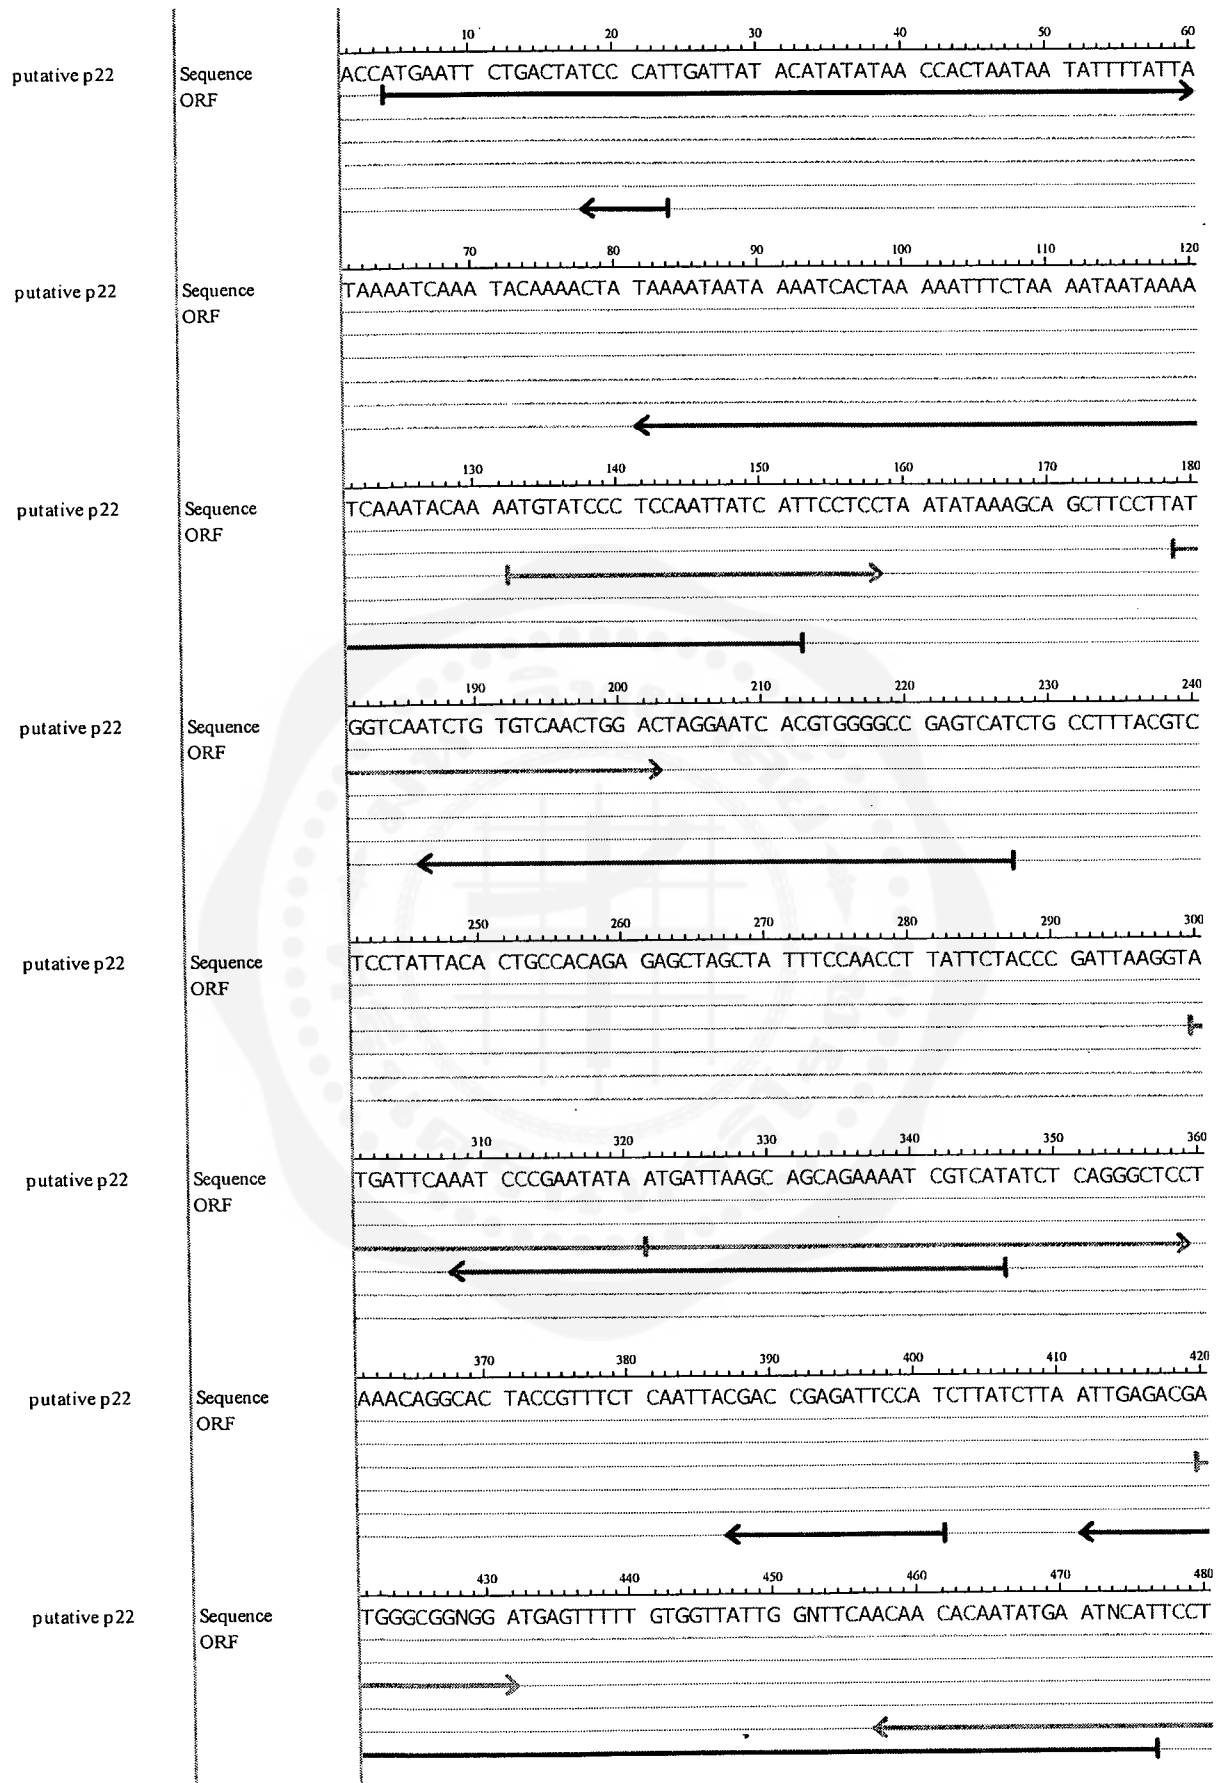 10 20 30 40 50 60
putative p22 Sequence ACCATGAATT CTGACTATCC CATTGATTAT ACATATATAA CCACTAATAA TATTTTATTA
ORF
70 80 90 100 110 120
putative p22 Sequence TAAAATCAAA TACAAAACTA TAAAATAATA AAATCACTAA AAATTTCTAA AATAATAAAA
ORF
130 140 150 160 170 180
putative p22 Sequence TCAAATACAA AATGTATCCC TCCAATTATC ATTCCTCCTA ATATAAAGCA GCTTCCTTAT
ORF
190 200 210 220 230 240
putative p22 Sequence GGTCAATCTG TGTCAACTGG ACTAGGAATC ACGTGGGGCC GAGTCATCTG CCTTTACGTC
ORF
250 260 270 280 290 300
putative p22 Sequence TCCTATTACA CTGCCACAGA GAGCTAGCTA TTTCCAACCT TATTCTACCC GATTAAGGTA
ORF
310 320 330 340 350 360
putative p22 Sequence TGATTCAAAT CCCGAATATA ATGATTAAGC AGCAGAAAAT CGTCATATCT CAGGGCTCCT
ORF
370 380 390 400 410 420
putative p22 Sequence AAACAGGCAC TACCGTTTCT CAATTACGAC CGAGATTCCA TCTTATCTTA ATTGAGACGA
ORF
430 440 450 460 470 480
putative p22 Sequence TGGGCGGNGG ATGAGTTTTT GTGGTTATTG GNTTCAACAA CACAATATGA ATNCATTCCT
ORF